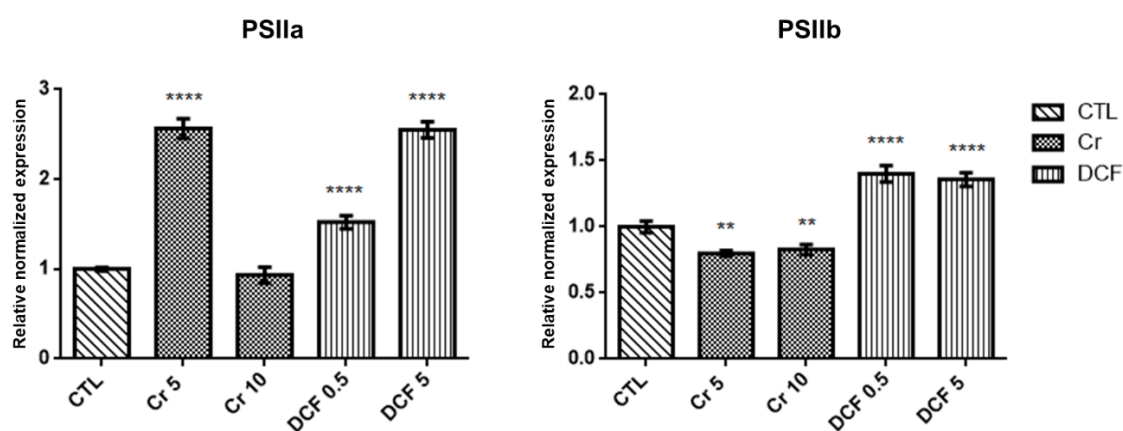 PSIIa
Relative normalized expression
3
2
1
0
****
****
****
CTL
Cr 5
Cr 10
DCF 0.5
DCF 5
PSIIb
Relative normalized expression
2.0
1.5
1.0
0.5
0.0
**
**
****
****
CTL
Cr 5
Cr 10
DCF 0.5
DCF 5
CTL
Cr
DCF